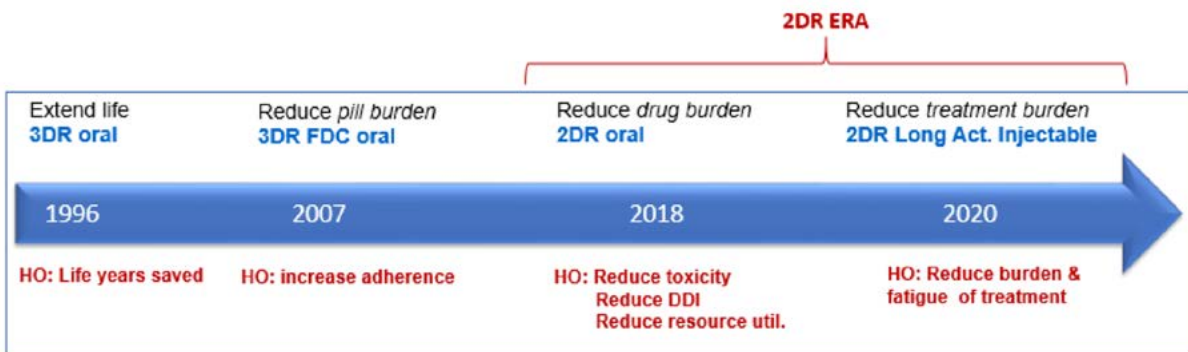 2DR ERA
Extend life
3DR oral
Reduce pill burden
3DR FDC oral
Reduce drug burden
2DR oral
Reduce treatment burden
2DR Long Act. Injectable
1996
2007
2018
2020
HO: Life years saved
HO: increase adherence
HO: Reduce toxicity
Reduce DDI
Reduce resource util.
HO: Reduce burden &
fatigue of treatment